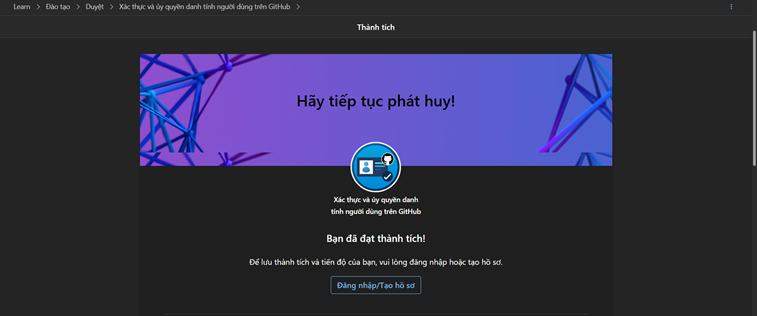 Learn > Đào tạo > Duyệt > Xác thực và ủy quyền danh tính người dùng trên GitHub >
Thành tích
Hãy tiếp tục phát huy!
Xác thực và ủy quyền danh
tính người dùng trên GitHub
Bạn đã đạt thành tích!
Để lưu thành tích và tiến độ của bạn, vui lòng đăng nhập hoặc tạo hồ sơ.
Đăng nhập/Tạo hồ sơ